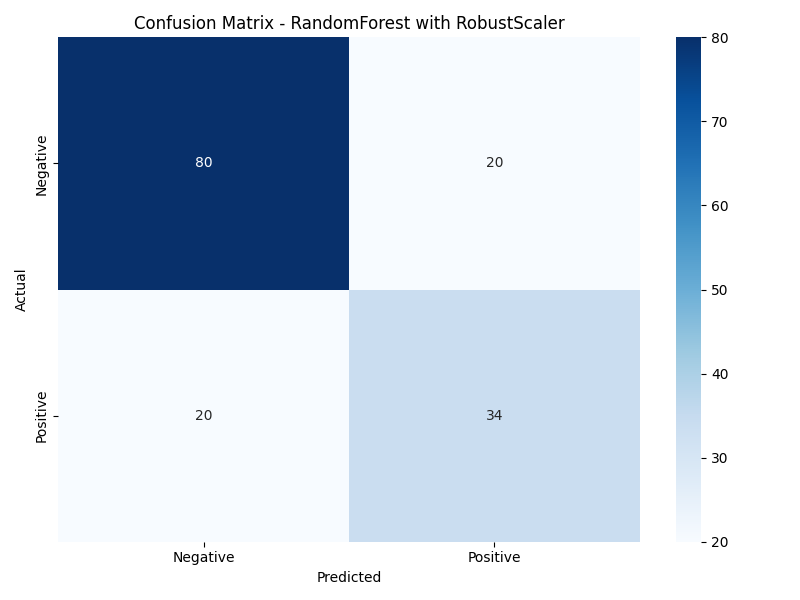 Confusion Matrix - RandomForest with RobustScaler
Actual
Negative
Positive
80
20
20
34
Negative
Positive
Predicted
80
70
60
50
40
30
20